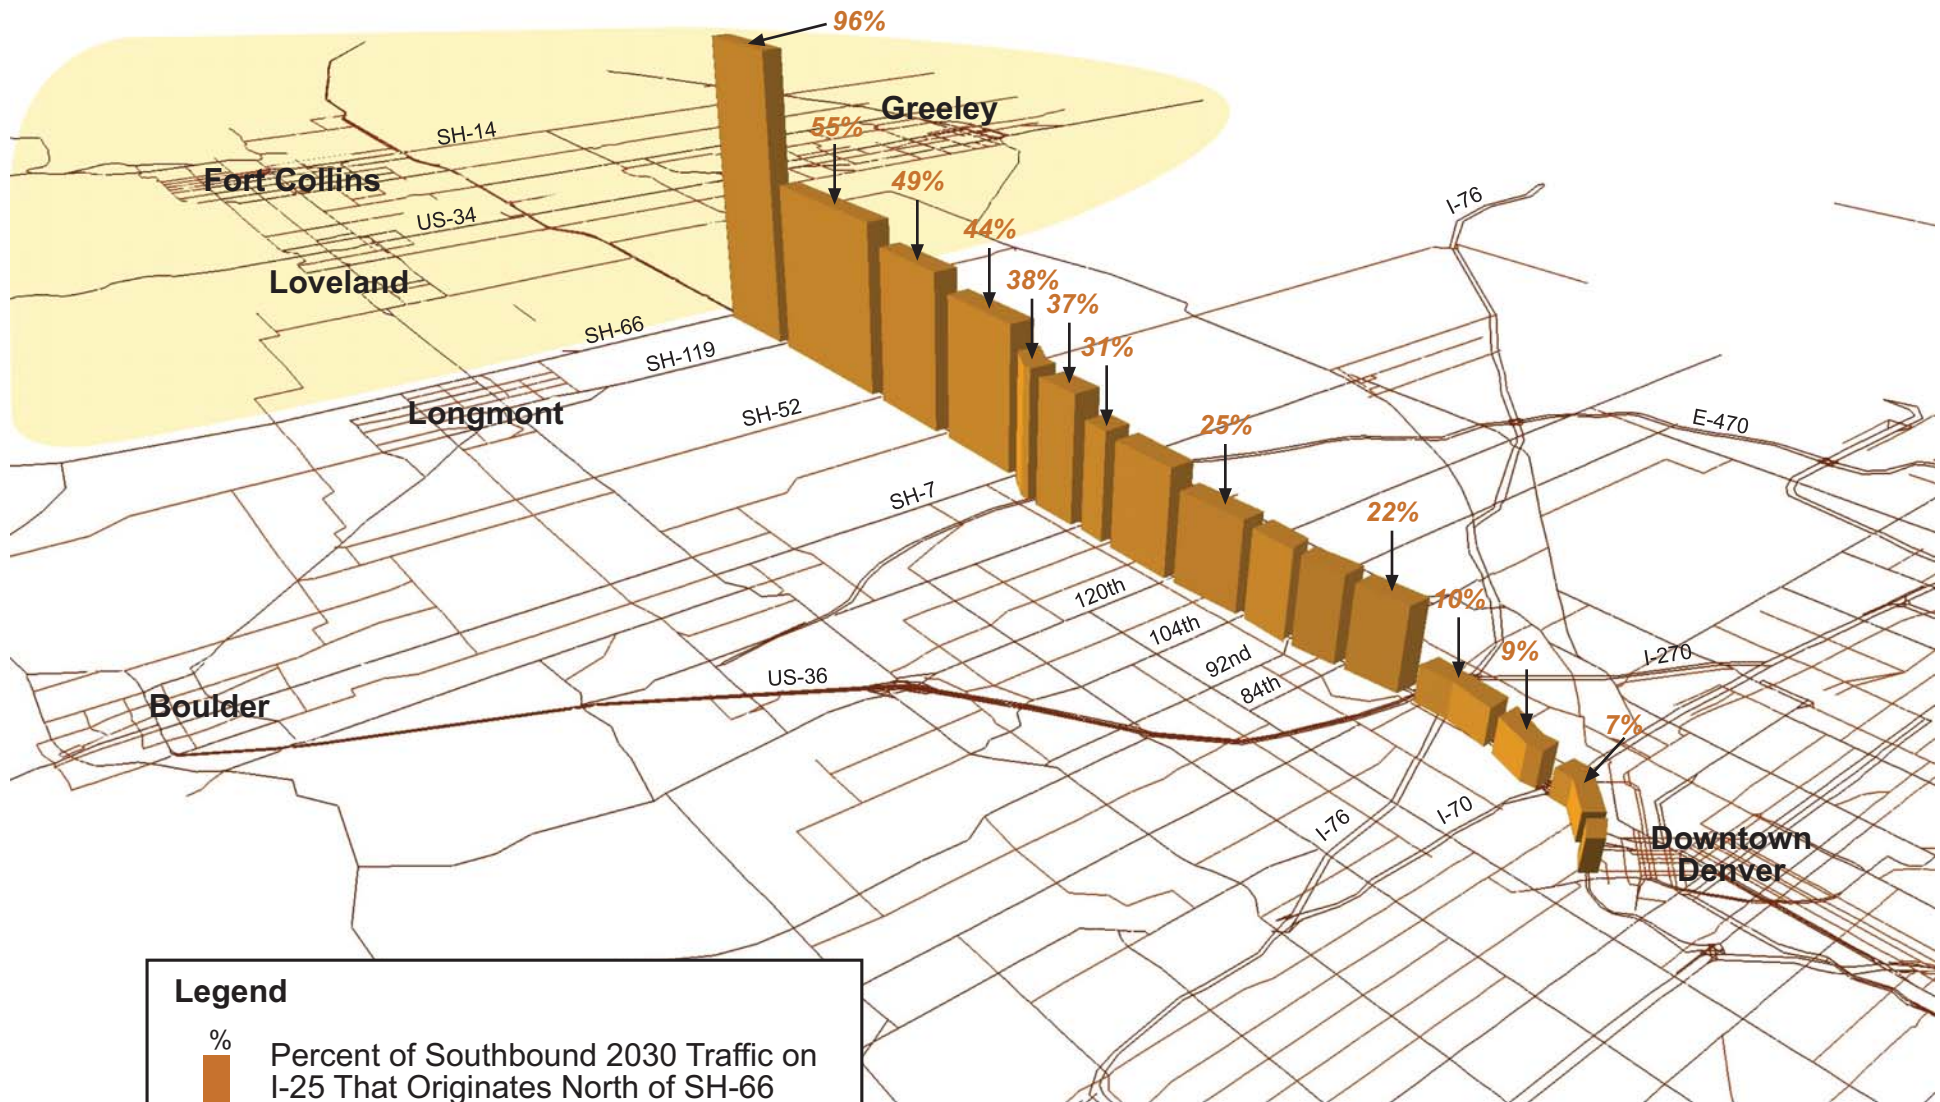 96%
Greeley
55%
SH-14
Fort Collins
49%
I-76
US-34
44%
Loveland
38%
37%
SH-66
31%
SH-119
Longmont
SH-52
25%
E-470
SH-7
22%
120th
10%
104th
92nd
9%
I-270
84th
US-36
Boulder
7%
I-76
I-70
Downtown
Denver
Legend
%
Percent of Southbound 2030 Traffic on
I-25 That Originates North of SH-66